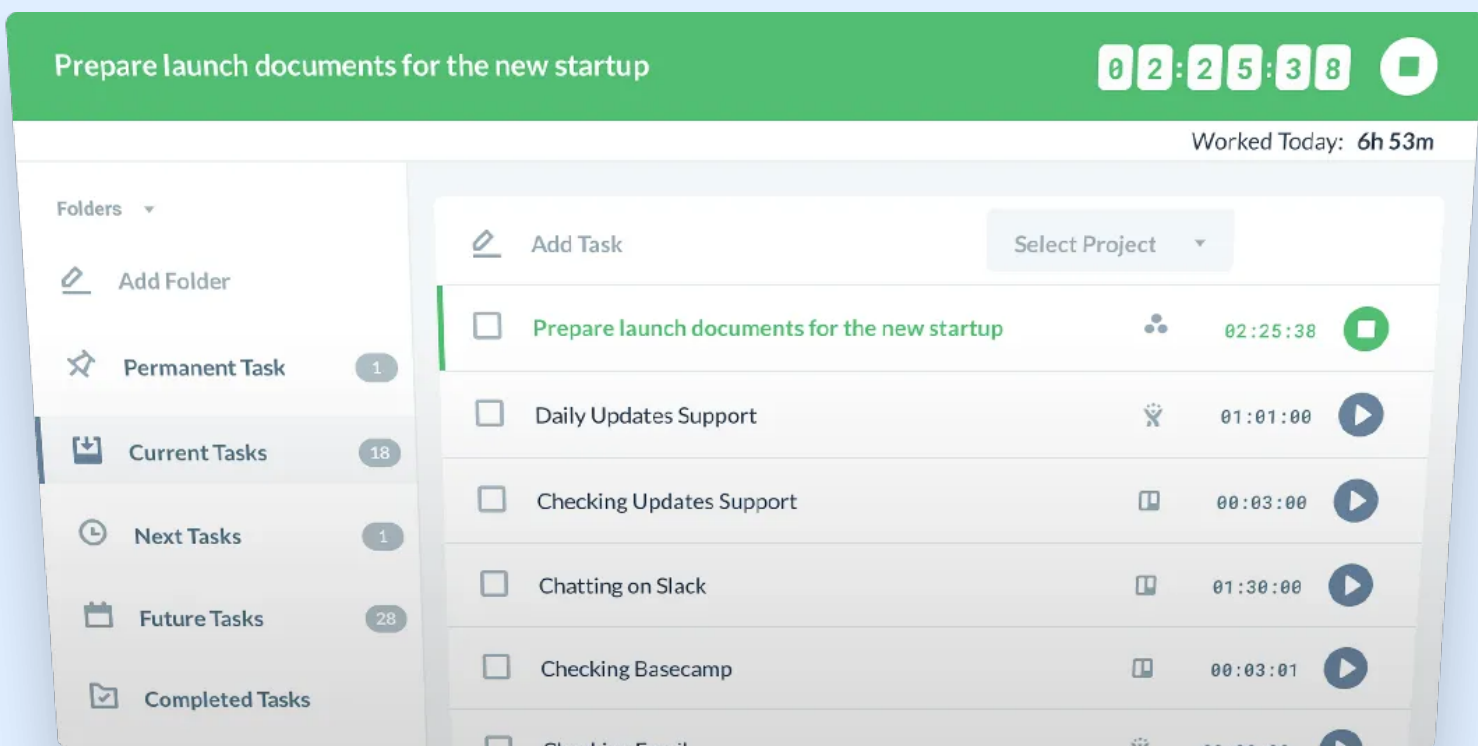 Prepare launch documents for the new startup
02:25:38
Worked Today: 6h 53m
Folders
Add Folder
Permanent Task 1
Current Tasks 18
Next Tasks 1
Future Tasks 28
Completed Tasks
Add Task Select Project
Prepare launch documents for the new startup 02:25:38
Daily Updates Support 01:01:00
Checking Updates Support 00:03:00
Chatting on Slack 01:30:00
Checking Basecamp 00:03:01